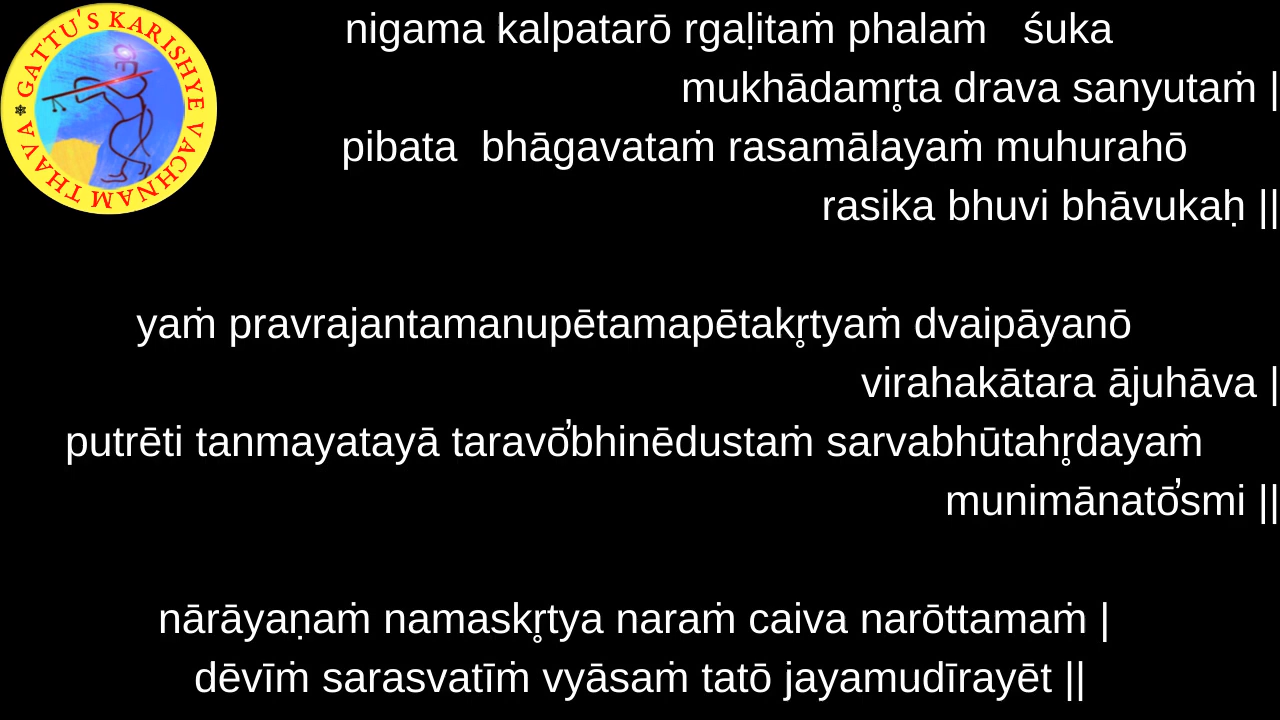 GATTU'S KARISHYE VACHNAM THAVA
nigama kalpatarō rgaḷitaṁ phalaṁ śuka
mukhādamr̥ta drava sanyutaṁ |
pibata bhāgavataṁ rasamālayaṁ muhurahō
rasika bhuvi bhāvukaḥ ||
yaṁ pravrajantamanupētamapētakr̥tyaṁ dvaipāyanō
virahakātara ājuhāva |
putrēti tanmayatayā taravō̕bhinēdustaṁ sarvabhūtahr̥dayaṁ
munimānatō̕smi ||
nārāyaṇaṁ namaskr̥tya naraṁ caiva narōttamaṁ |
dēvīṁ sarasvatīṁ vyāsaṁ tatō jayamudīrayēt ||